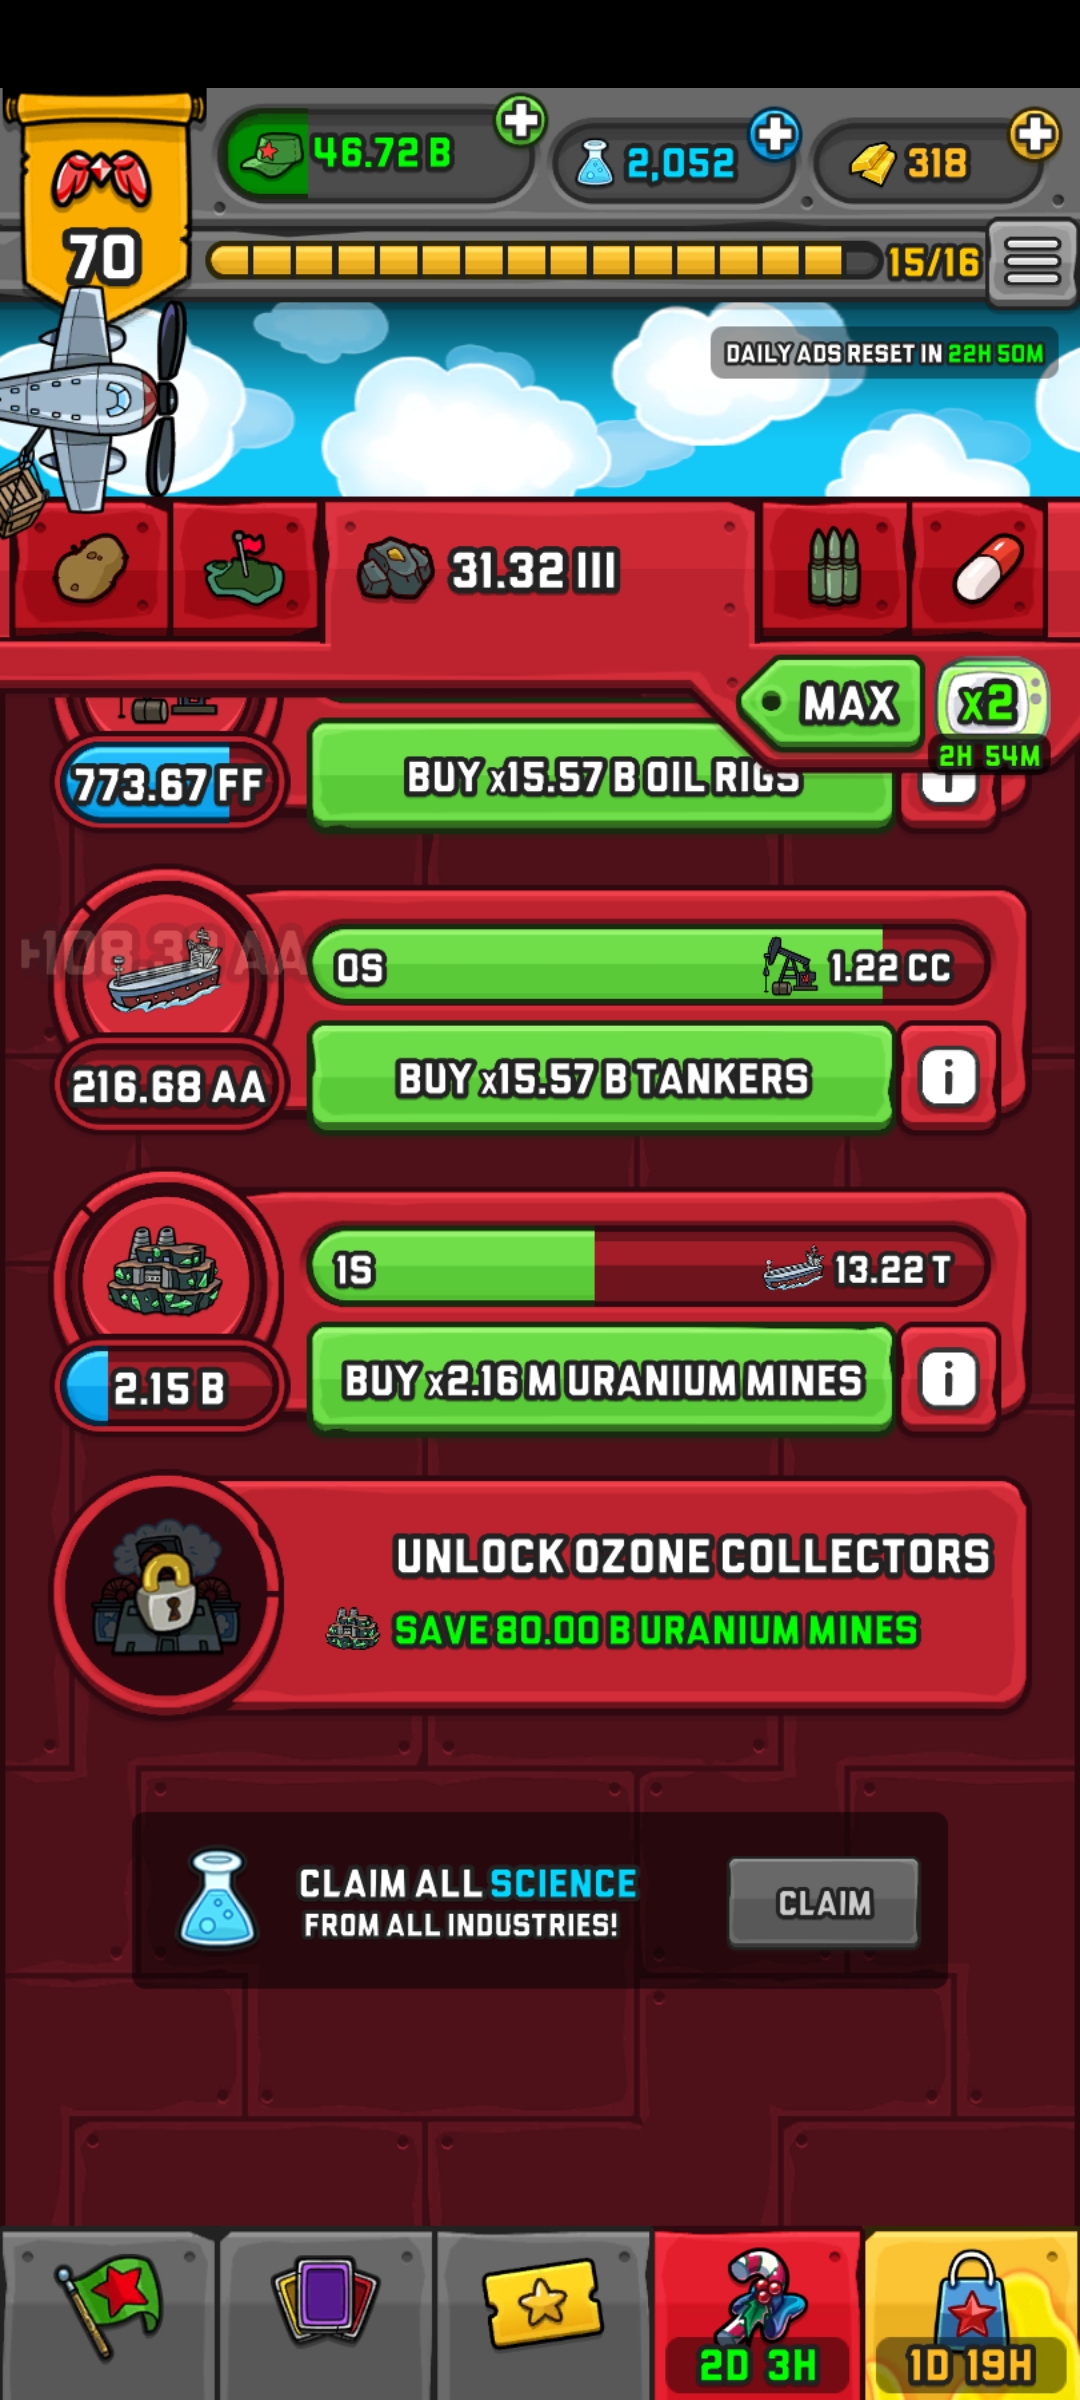 46.72 B
2,052
318
70
15/16
DAILY ADS RESET IN 22H 50M
31.32 III
MAX
x2
2H 54M
773.67 FF
BUY x15.57 B OIL RIGS
+108.3
AA
0S
1.22 CC
216.68 AA
BUY x15.57 B TANKERS
i
1S
13.22 T
2.15 B
BUY x2.16 M URANIUM MINES
i
UNLOCK OZONE COLLECTORS
SAVE 80.00 B URANIUM MINES
CLAIM ALL SCIENCE
FROM ALL INDUSTRIES!
CLAIM
2D 3H
1D 19H